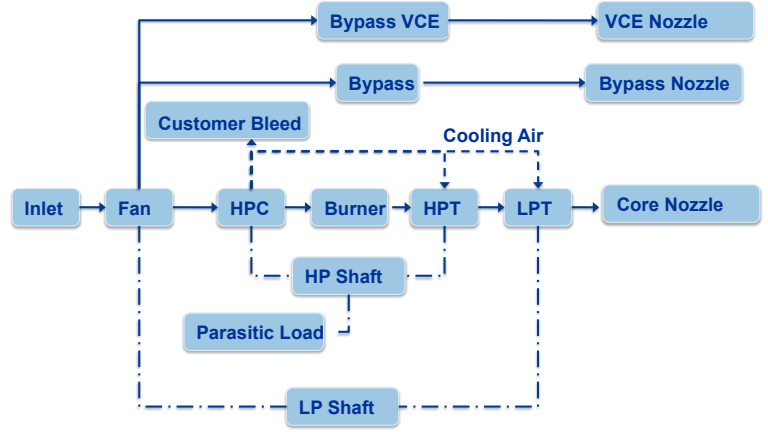 Bypass VCE
VCE Nozzle
Bypass
Bypass Nozzle
Customer Bleed
Cooling Air
Inlet
Fan
HPC
Burner
HPT
LPT
Core Nozzle
HP Shaft
Parasitic Load
LP Shaft